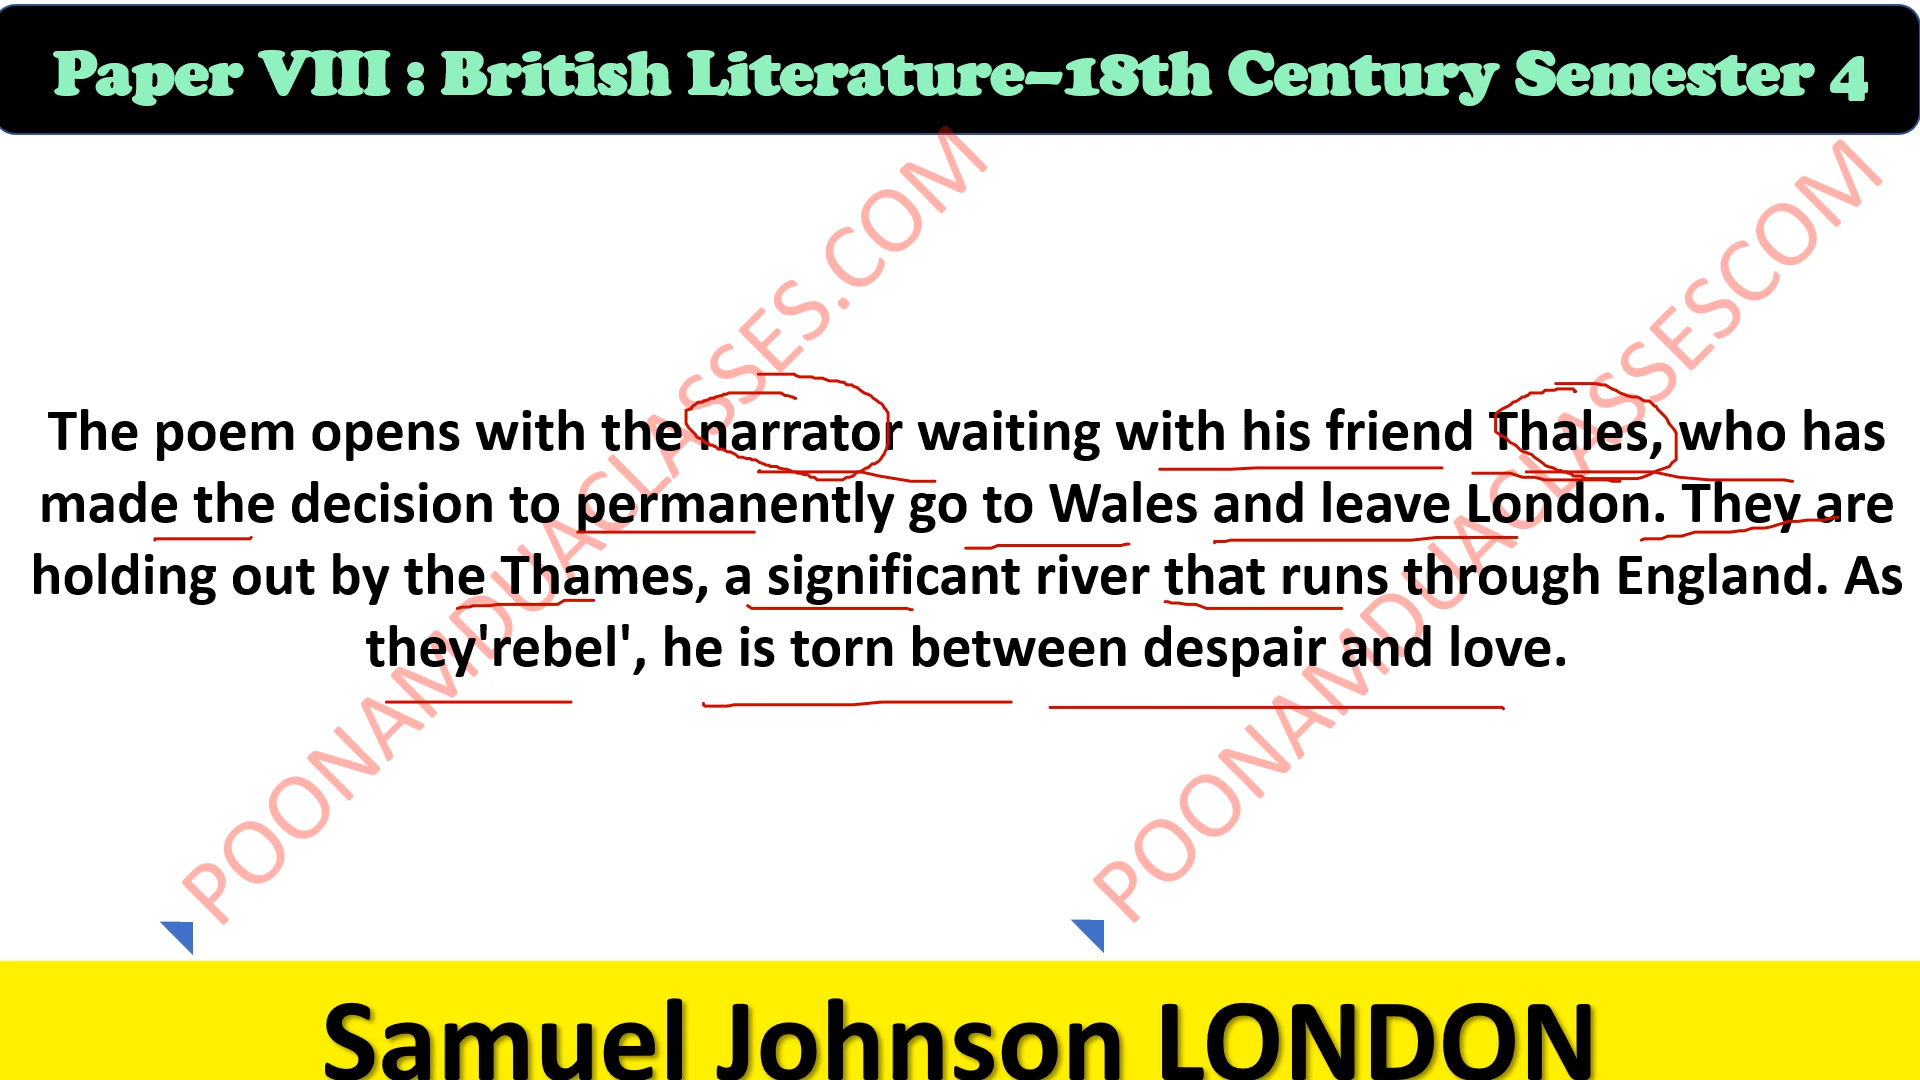 Paper VIII : British Literature–18th Century Semester 4
The poem opens with the narrator waiting with his friend Thales, who has
made the decision to permanently go to Wales and leave London. They are
holding out by the Thames, a significant river that runs through England. As
they'rebel', he is torn between despair and love.
POONAMDUACLASSES.COM
POONAMDUACLASSESCOM
Samuel Johnson LONDON